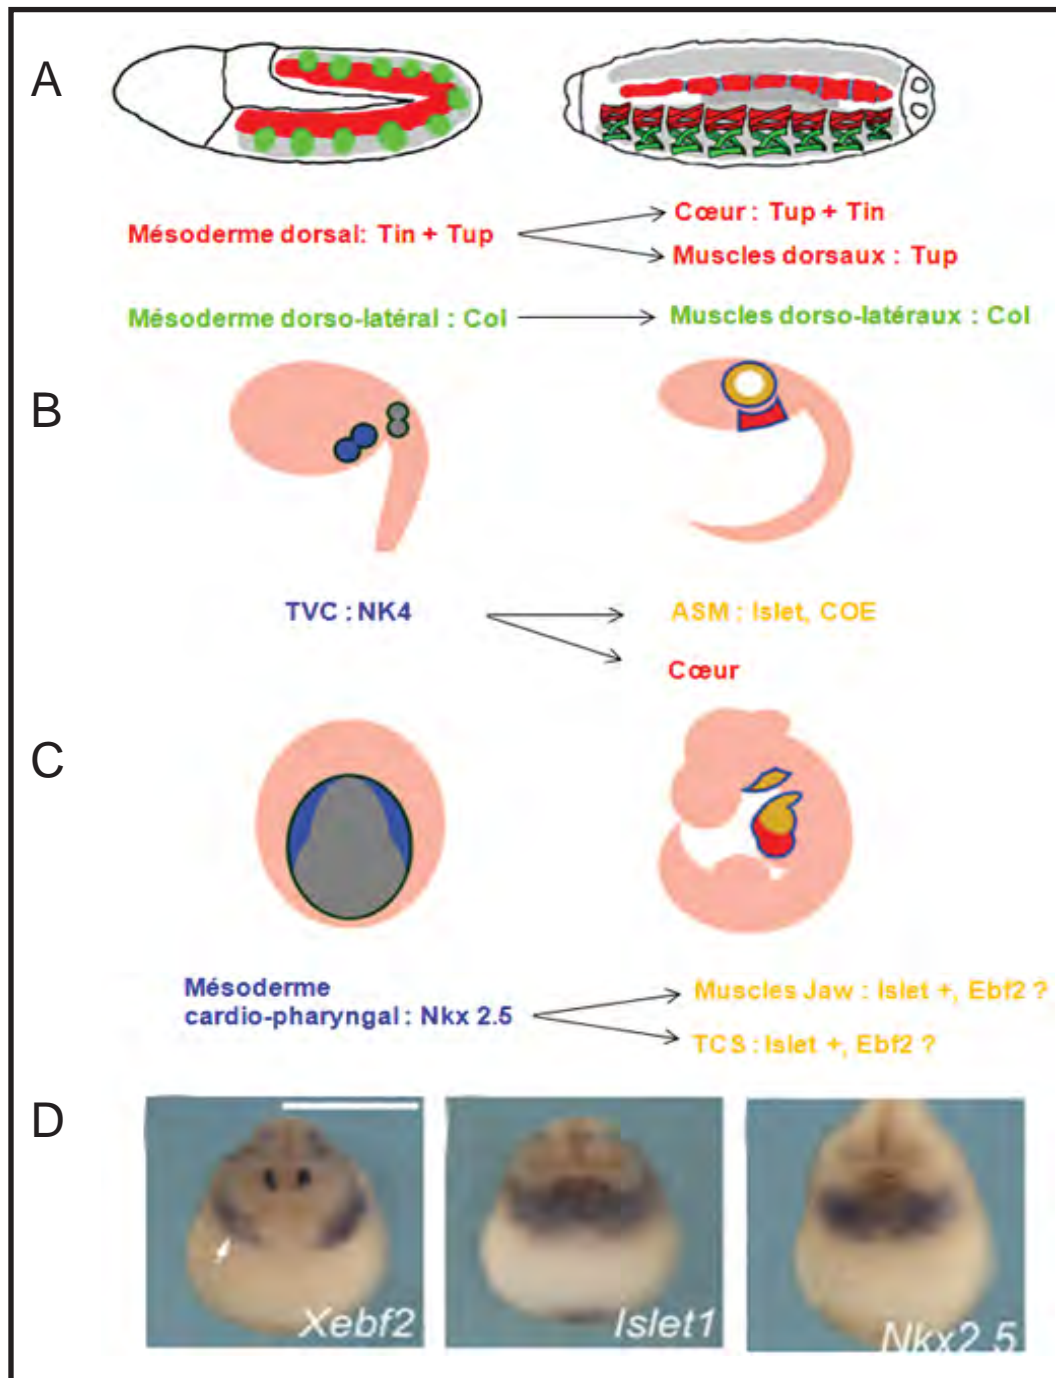 A
Mésoderme dorsal: Tin + Tup
Cœur : Tup + Tin
Muscles dorsaux : Tup
Mésoderme dorso-latéral : Col
Muscles dorso-latéraux : Col
B
TVC : NK4
ASM : Islet, COE
Cœur
C
Mésoderme
cardio-pharyngal : Nkx 2.5
Muscles Jaw : Islet +, Ebf2 ?
TCS : Islet +, Ebf2 ?
D
Xebf2
Islet1
Nkx2.5